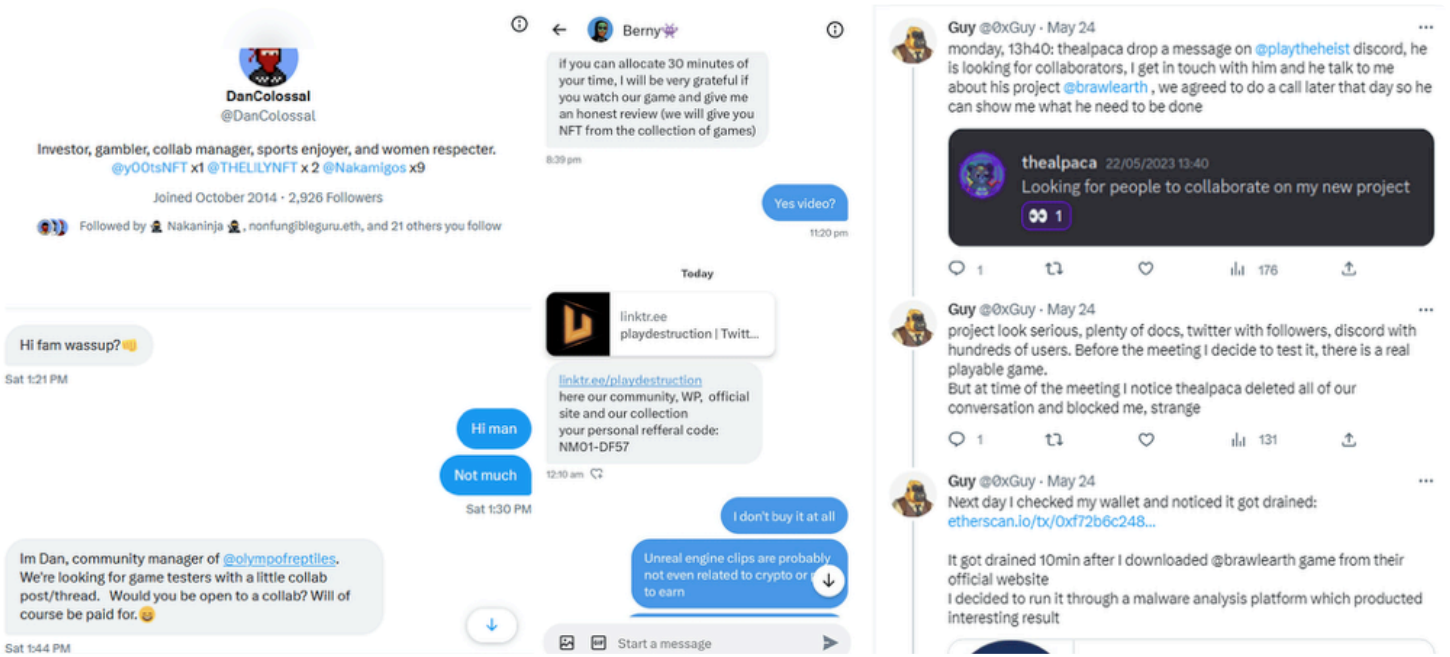 DanColossal
@DanColossal
Investor, gambler, collab manager, sports enjoyer, and women respecter.
@y00tsNFT x1 @THELILYNFT x 2 @Nakamigos x9
Joined October 2014 · 2,926 Followers
Followed by Nakaninja , nonfungibleguru.eth, and 21 others you follow
Hi fam wassup?👊
Sat 1:21 PM
Hi man
Not much
Sat 1:30 PM
Im Dan, community manager of @olympofreptiles.
We're looking for game testers with a little collab
post/thread. Would you be open to a collab? Will of
course be paid for.😄
Sat 1:44 PM
Berny👾
if you can allocate 30 minutes of
your time, I will be very grateful if
you watch our game and give me
an honest review (we will give you
NFT from the collection of games)
8:39 pm
Yes video?
11:20 pm
Today
linktr.ee
playdestruction | Twitt...
linktr.ee/playdestruction
here our community, WP, official
site and our collection
your personal refferal code:
NM01-DF57
12:10 am
I don't buy it at all
Unreal engine clips are probably
not even related to crypto or
to earn
GIF
Start a message
Guy @0xGuy · May 24
monday, 13h40: thealpaca drop a message on @playtheheist discord, he
is looking for collaborators, I get in touch with him and he talk to me
about his project @brawlearth , we agreed to do a call later that day so he
can show me what he need to be done
thealpaca 22/05/2023 13:40
Looking for people to collaborate on my new project
👀 1
1 176
Guy @0xGuy · May 24
project look serious, plenty of docs, twitter with followers, discord with
hundreds of users. Before the meeting I decide to test it, there is a real
playable game.
But at time of the meeting I notice thealpaca deleted all of our
conversation and blocked me, strange
1 131
Guy @0xGuy · May 24
Next day I checked my wallet and noticed it got drained:
etherscan.io/tx/0xf72b6c248...
It got drained 10min after I downloaded @brawlearth game from their
official website
I decided to run it through a malware analysis platform which producted
interesting result